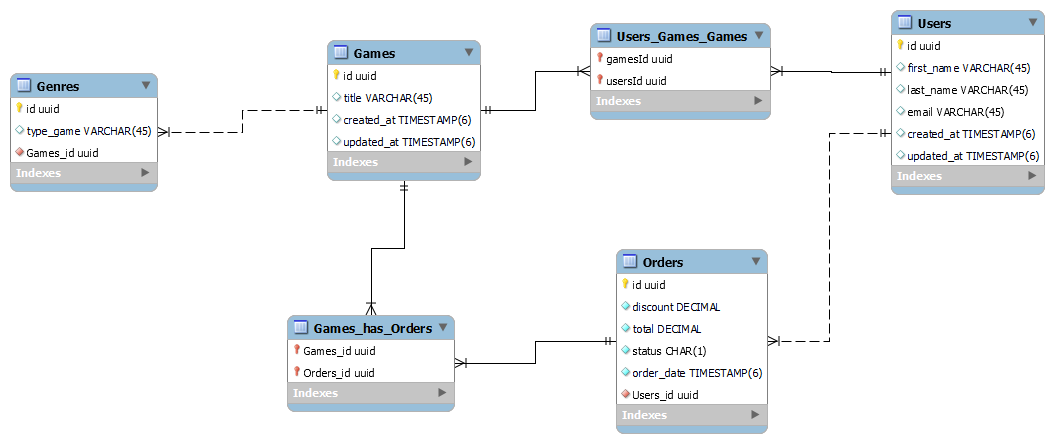 Genres
id uuid
type_game VARCHAR(45)
Games_id uuid
Indexes
Games
id uuid
title VARCHAR(45)
created_at TIMESTAMP(6)
updated_at TIMESTAMP(6)
Indexes
Users_Games_Games
gamesId uuid
usersId uuid
Indexes
Users
id uuid
first_name VARCHAR(45)
last_name VARCHAR(45)
email VARCHAR(45)
created_at TIMESTAMP(6)
updated_at TIMESTAMP(6)
Indexes
Games_has_Orders
Games_id uuid
Orders_id uuid
Indexes
Orders
id uuid
discount DECIMAL
total DECIMAL
status CHAR(1)
order_date TIMESTAMP(6)
Users_id uuid
Indexes